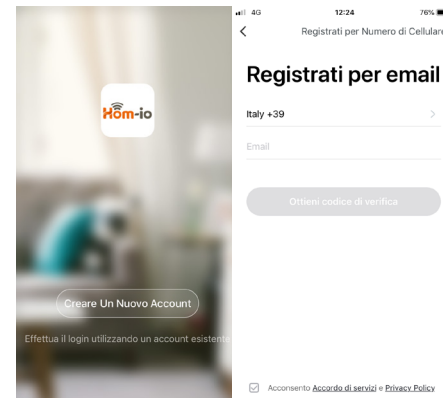 Hom-io
Creare Un Nuovo Account
Effettua il login utilizzando un account esistente
4G 12:24 76%
Registrati per Numero di Cellulare
Registrati per email
Italy +39
Email
Ottieni codice di verifica
Acconsento Accordo di servizi e Privacy Policy